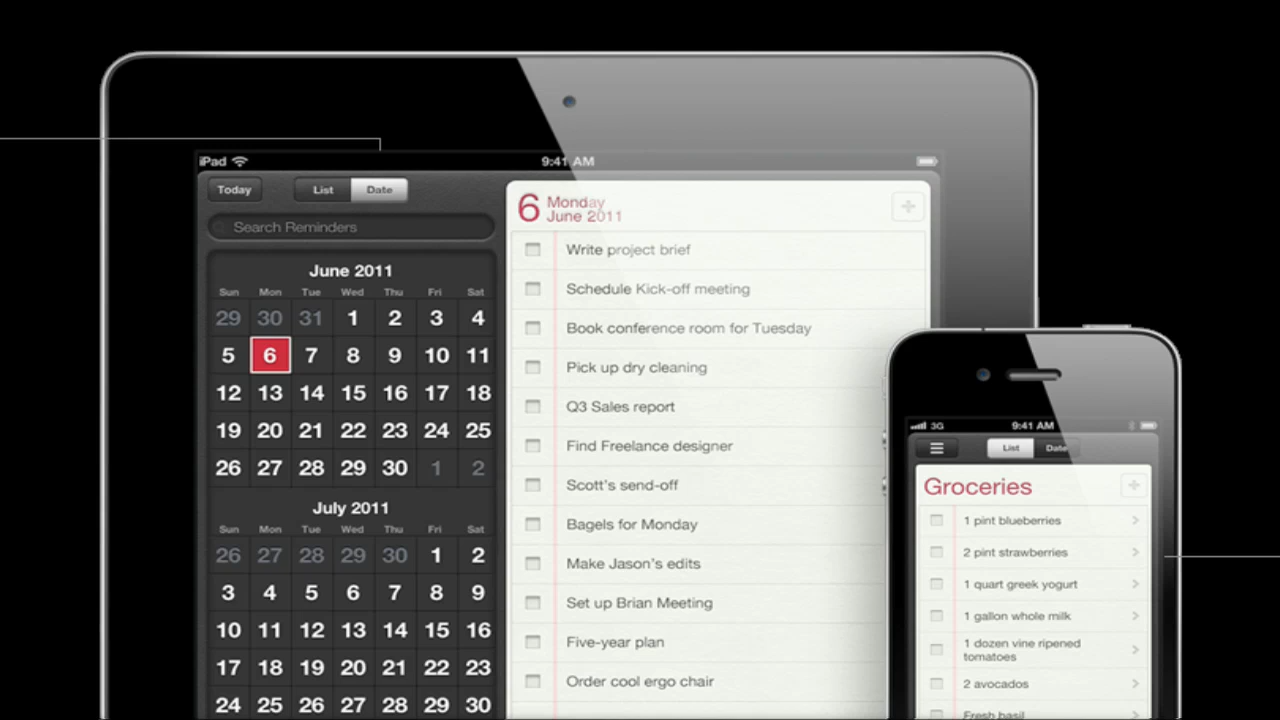 iPad 9:41 AM
Today List Date
Search Reminders
June 2011
Sun Mon Tue Wed Thu Fri Sat
29 30 31 1 2 3 4
5 6 7 8 9 10 11
12 13 14 15 16 17 18
19 20 21 22 23 24 25
26 27 28 29 30 1 2
July 2011
Sun Mon Tue Wed Thu Fri Sat
26 27 28 29 30 1 2
3 4 5 6 7 8 9
10 11 12 13 14 15 16
17 18 19 20 21 22 23
24 25 26 27 28 29 30
6 Monday
June 2011
Write project brief
Schedule Kick-off meeting
Book conference room for Tuesday
Pick up dry cleaning
Q3 Sales report
Find Freelance designer
Scott's send-off
Bagels for Monday
Make Jason's edits
Set up Brian Meeting
Five-year plan
Order cool ergo chair
3G 9:41 AM
List Date
Groceries
1 pint blueberries
2 pint strawberries
1 quart greek yogurt
1 gallon whole milk
1 dozen vine ripened
tomatoes
2 avocados
Fresh basil